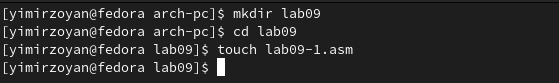 [yimirzoyan@fedora arch-pc]$ mkdir lab09
[yimirzoyan@fedora arch-pc]$ cd lab09
[yimirzoyan@fedora lab09]$ touch lab09-1.asm
[yimirzoyan@fedora lab09]$